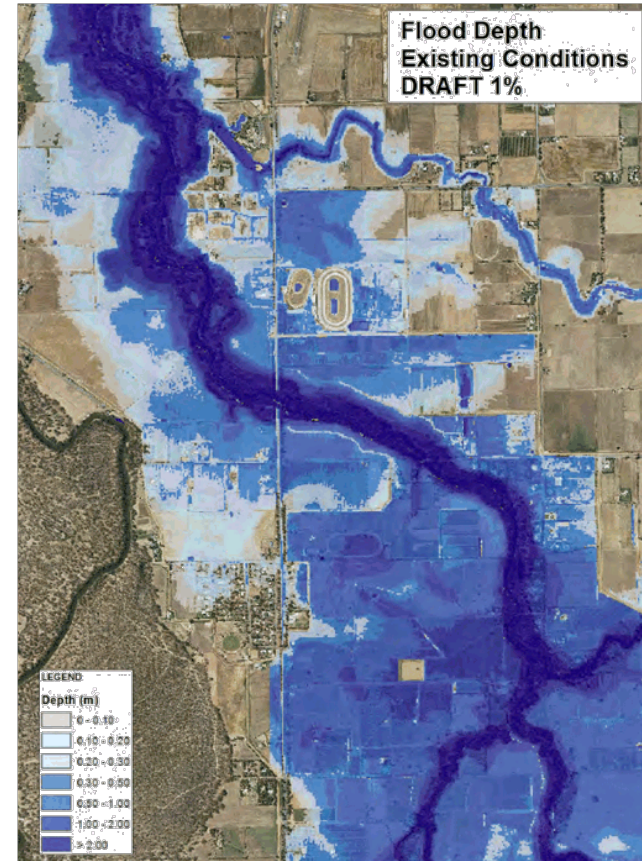 Flood Depth
Existing Conditions
DRAFT 1%
LEGEND
Depth (m)
0 - 0.10
0.10 - 0.20
0.20 - 0.30
0.30 - 0.50
0.50 - 1.00
1.00 - 2.00
> 2.00